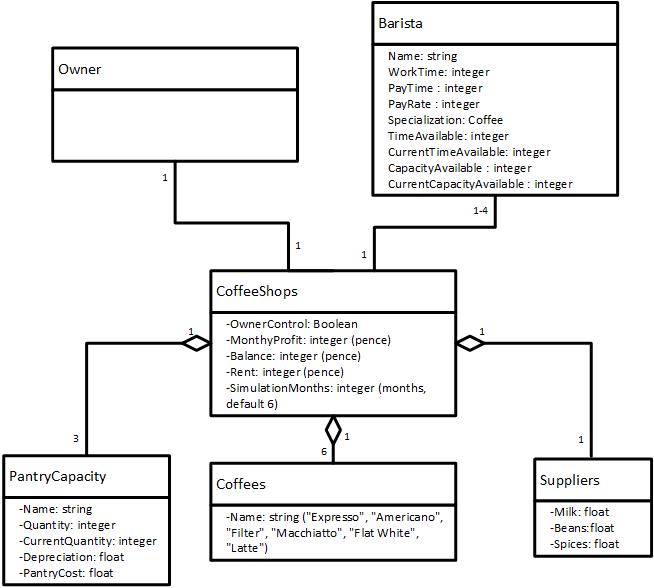 Barista
Name: string
WorkTime: integer
PayTime : integer
PayRate : integer
Specialization: Coffee
TimeAvailable: integer
CurrentTimeAvailable: integer
CapacityAvailable : integer
CurrentCapacityAvailable : integer
Owner
1
1-4
1
1
CoffeeShops
-OwnerControl: Boolean
-MonthyProfit: integer (pence)
-Balance: integer (pence)
-Rent: integer (pence)
-SimulationMonths: integer (months,
default 6)
1
1
3
1
6
1
PantryCapacity
-Name: string
-Quantity: integer
-CurrentQuantity: integer
-Depreciation: float
-PantryCost: float
Coffees
-Name: string ("Expresso", "Americano",
"Filter", "Macchiatto", "Flat White",
"Latte")
Suppliers
-Milk: float
-Beans:float
-Spices: float